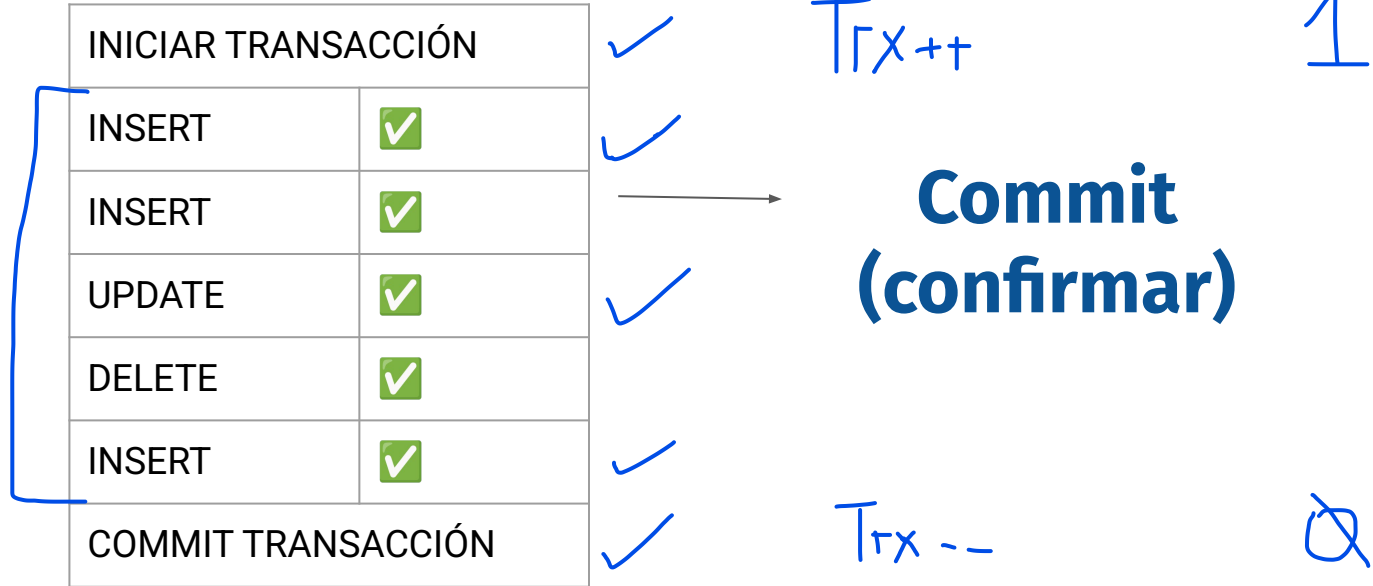 INICIAR TRANSACCIÓN
Trx++
1
INSERT
INSERT
Commit
(confirmar)
UPDATE
DELETE
INSERT
COMMIT TRANSACCIÓN
Trx--
0